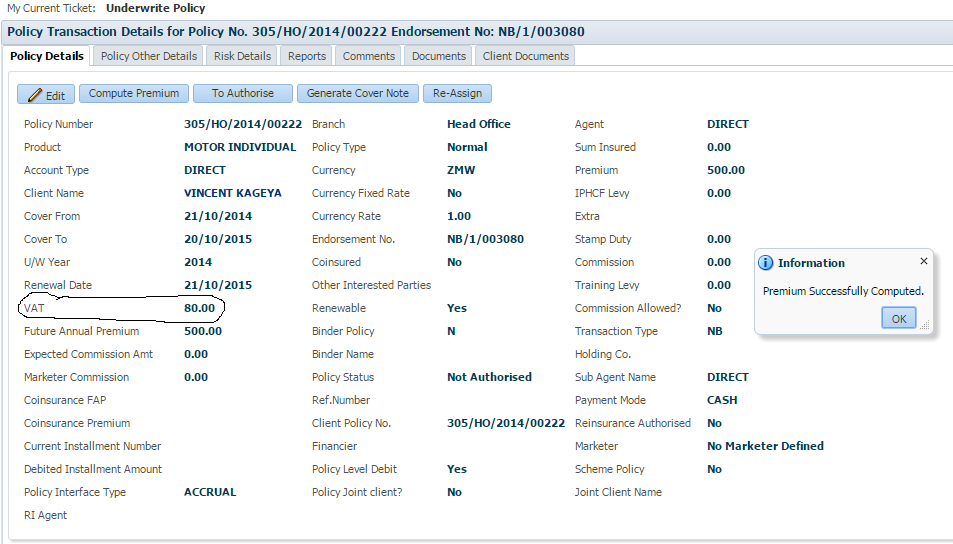 My Current Ticket: Underwrite Policy
Policy Transaction Details for Policy No. 305/HO/2014/00222 Endorsement No: NB/1/003080
Policy Details Policy Other Details Risk Details Reports Comments Documents Client Documents
Edit Compute Premium To Authorise Generate Cover Note Re-Assign
Policy Number 305/HO/2014/00222 Branch Head Office Agent DIRECT
Product MOTOR INDIVIDUAL Policy Type Normal Sum Insured 0.00
Account Type DIRECT Currency ZMW Premium 500.00
Client Name VINCENT KAGEYA Currency Fixed Rate No IPHCF Levy 0.00
Cover From 21/10/2014 Currency Rate 1.00 Extra
Cover To 20/10/2015 Endorsement No. NB/1/003080 Stamp Duty 0.00
U/W Year 2014 Coinsured No Commission 0.00
Renewal Date 21/10/2015 Other Interested Parties Training Levy 0.00
VAT 80.00 Renewable Yes Commission Allowed? No
Future Annual Premium 500.00 Binder Policy N Transaction Type NB
Expected Commission Amt 0.00 Binder Name Holding Co.
Marketer Commission 0.00 Policy Status Not Authorised Sub Agent Name DIRECT
Coinsurance FAP Ref.Number Payment Mode CASH
Coinsurance Premium Client Policy No. 305/HO/2014/00222 Reinsurance Authorised No
Current Installment Number Financier Marketer No Marketer Defined
Debited Installment Amount Policy Level Debit Yes Scheme Policy No
Policy Interface Type ACCRUAL Policy Joint client? No Joint Client Name
RI Agent
Information
Premium Successfully Computed.
OK